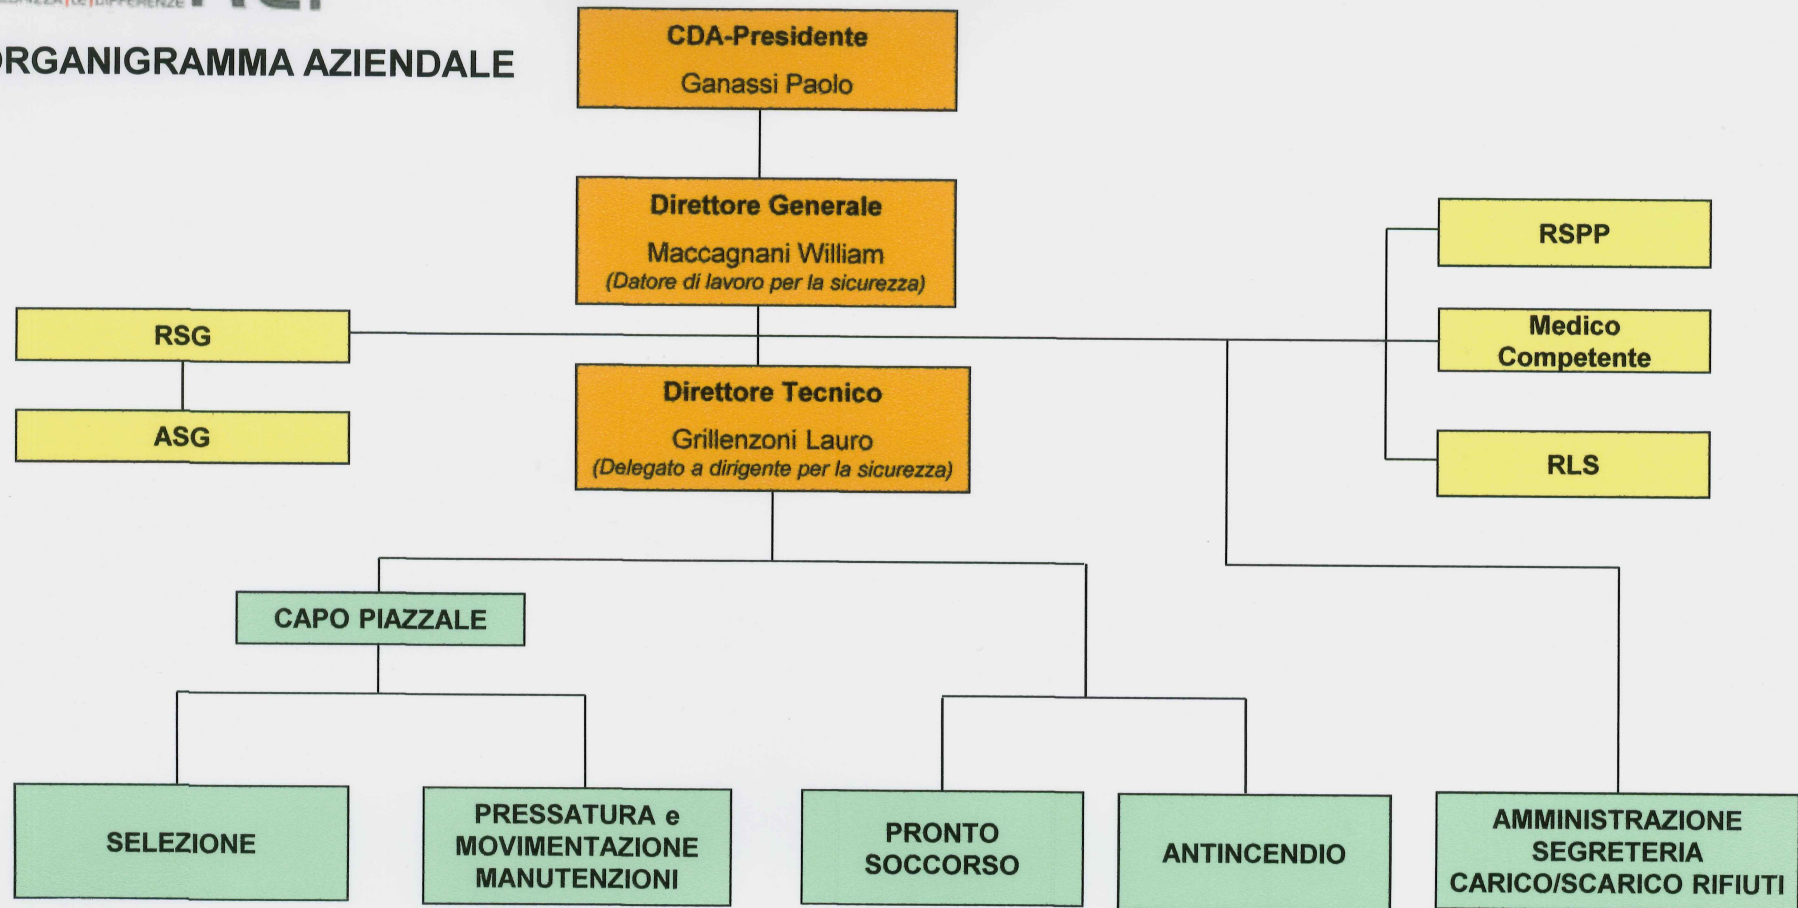 ORGANIGRAMMA AZIENDALE
CDA-Presidente
Ganassi Paolo
Direttore Generale
Maccagnani William
(Datore di lavoro per la sicurezza)
RSPP
RSG
Medico
Competente
Direttore Tecnico
Grillenzoni Lauro
(Delegato a dirigente per la sicurezza)
ASG
RLS
CAPO PIAZZALE
SELEZIONE
PRESSATURA e
MOVIMENTAZIONE
MANUTENZIONI
PRONTO
SOCCORSO
ANTINCENDIO
AMMINISTRAZIONE
SEGRETERIA
CARICO/SCARICO RIFIUTI